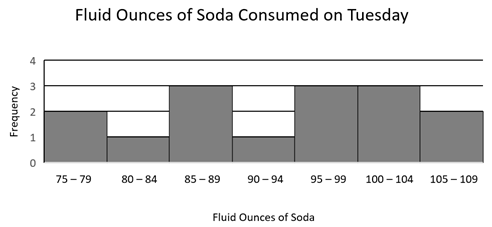 Fluid Ounces of Soda Consumed on Tuesday
Frequency
4
3
2
1
0
75 – 79 80 – 84 85 – 89 90 – 94 95 – 99 100 – 104 105 – 109
Fluid Ounces of Soda